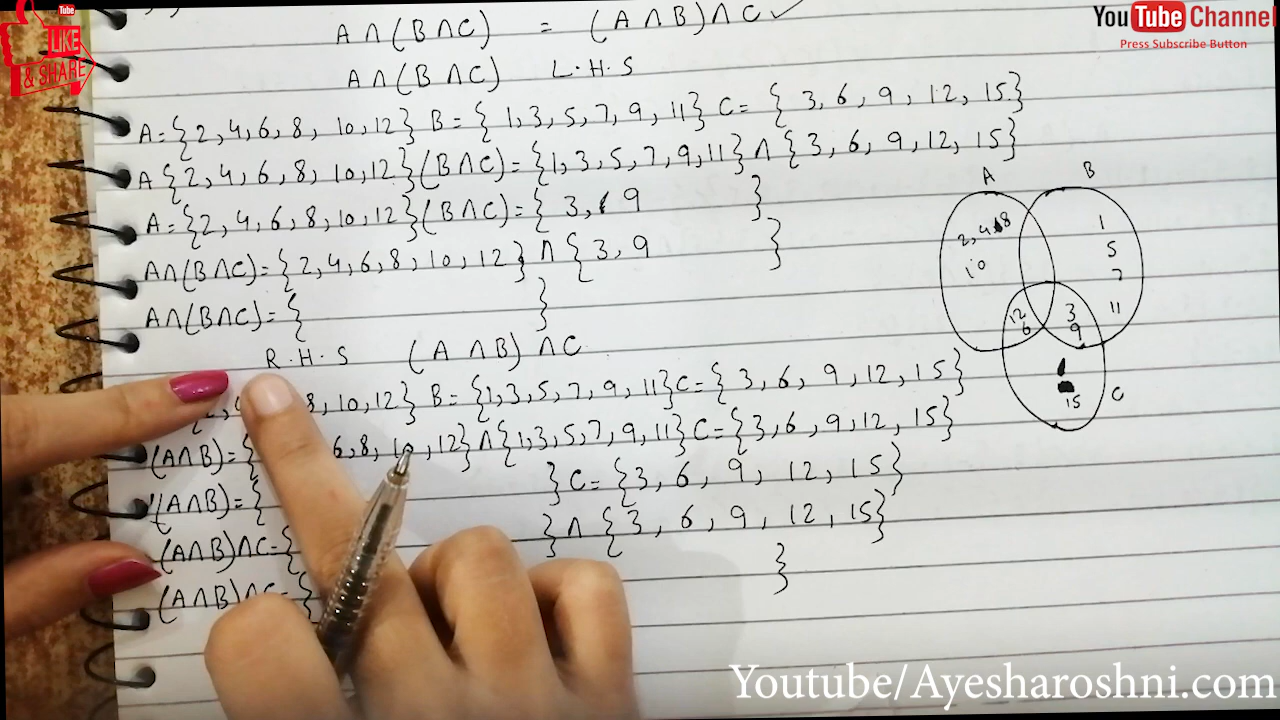 A∩(B∩C) = (A∩B)∩C ✓
A∩(B∩C) L.H.S
A={2,4,6,8,10,12} B={1,3,5,7,9,11} C={3,6,9,12,15}
A{2,4,6,8,10,12}(B∩C)={1,3,5,7,9,11}∩{3,6,9,12,15}
A={2,4,6,8,10,12}(B∩C)={3, 9 }
A∩(B∩C)={2,4,6,8,10,12}∩{3,9 }
A∩(B∩C)={ }
R.H.S (A∩B)∩C
8,10,12} B={1,3,5,7,9,11}C={3,6,9,12,15}
(A∩B)={ 6,8,10,12}∩{1,3,5,7,9,11}C={3,6,9,12,15}
(A∩B)={ }C={3,6,9,12,15}
(A∩B)∩C={ }∩{3,6,9,12,15}
(A∩B)∩C={ }
A B
2,4 8
10
1
5
7
11
12
6
3
9
15
C
Tube
LIKE
& SHARE
YouTube Channel
Press Subscribe Button
Youtube/Ayesharoshni.com